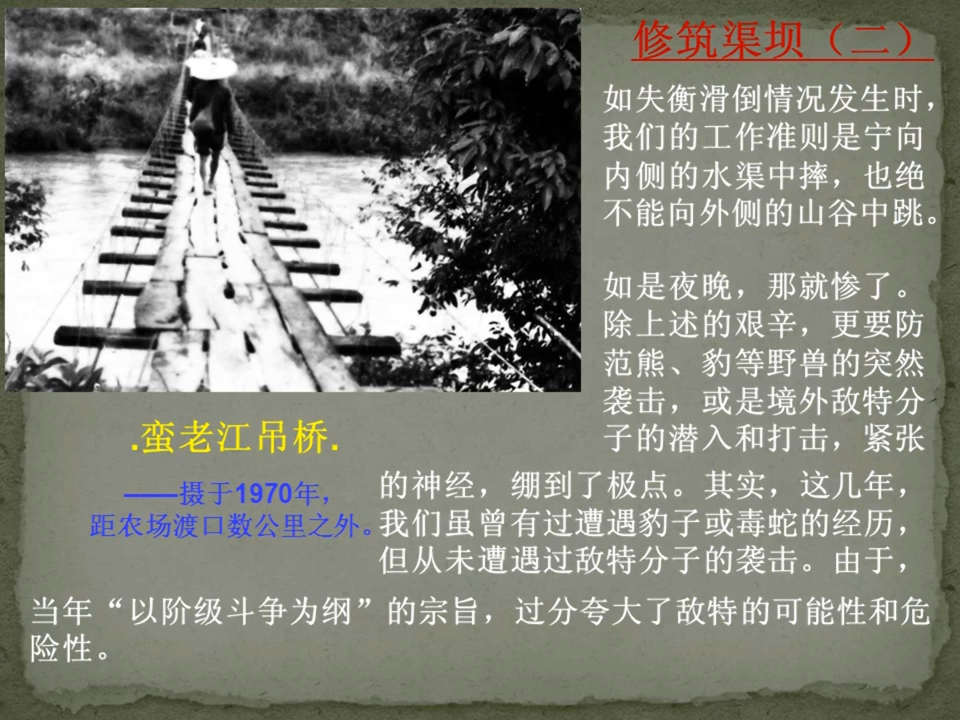 修筑渠坝（二）
如失衡滑倒情况发生时，
我们的工作准则是宁向
内侧的水渠中摔，也绝
不能向外侧的山谷中跳。
如是夜晚，那就惨了。
除上述的艰辛，更要防
范熊、豹等野兽的突然
袭击，或是境外敌特分
子的潜入和打击，紧张
的神经，绷到了极点。其实，这几年，
我们虽曾有过遭遇豹子或毒蛇的经历，
但从未遭遇过敌特分子的袭击。由于，
当年“以阶级斗争为纲”的宗旨，过分夸大了敌特的可能性和危
险性。
.蛮老江吊桥.
——摄于1970年，
距农场渡口数公里之外。